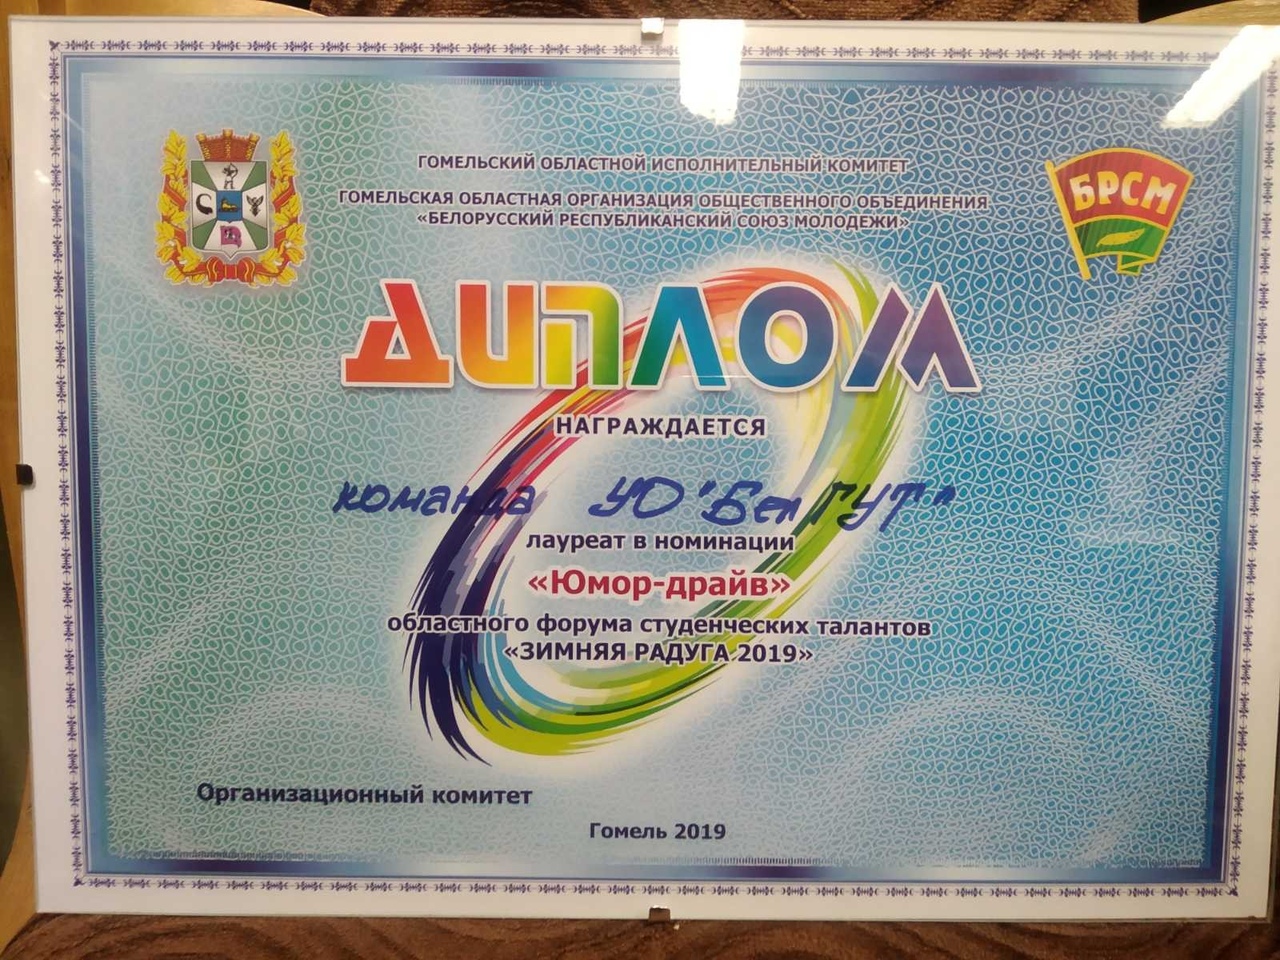 ГОМЕЛЬСКИЙ ОБЛАСТНОЙ ИСПОЛНИТЕЛЬНЫЙ КОМИТЕТ
ГОМЕЛЬСКАЯ ОБЛАСТНАЯ ОРГАНИЗАЦИЯ ОБЩЕСТВЕННОГО ОБЪЕДИНЕНИЯ
«БЕЛОРУССКИЙ РЕСПУБЛИКАНСКИЙ СОЮЗ МОЛОДЕЖИ»
БРСМ
ДИПЛОМ
НАГРАЖДАЕТСЯ
команда УО "БелГУТ"
лауреат в номинации
«Юмор-драйв»
областного форума студенческих талантов
«ЗИМНЯЯ РАДУГА 2019»
Организационный комитет
Гомель 2019